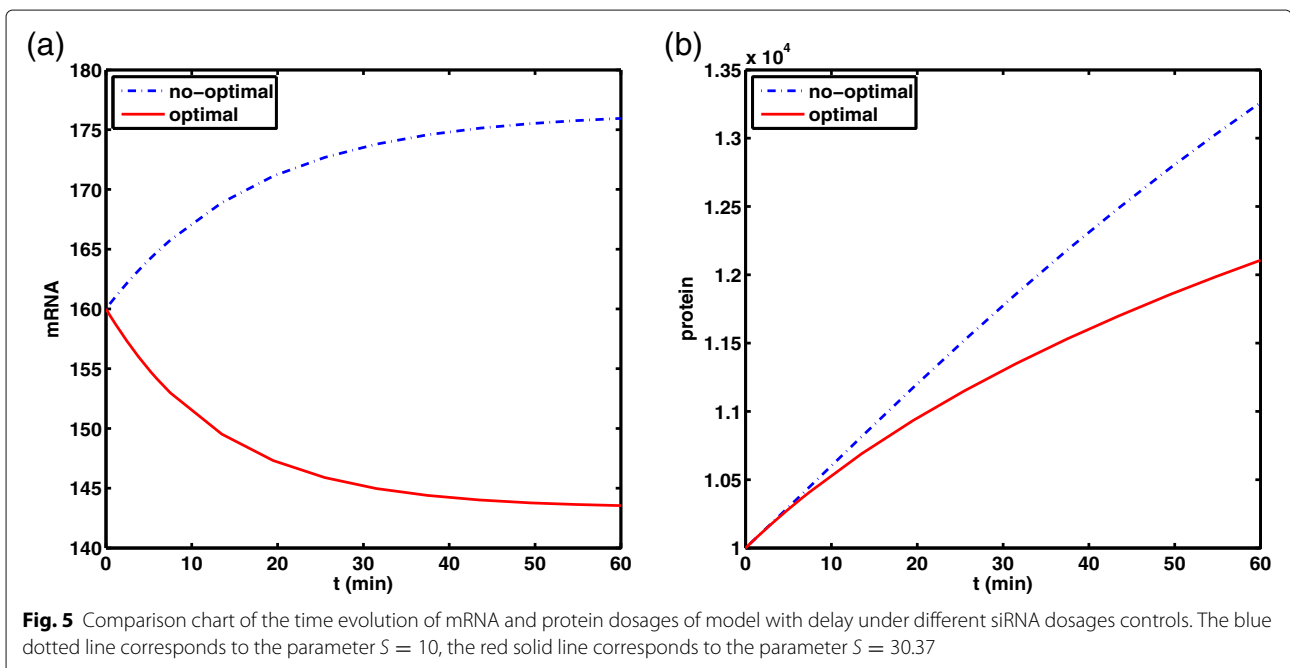 (a)
180
175
170
165
160
155
150
145
140
mRNA
no-optimal
optimal
0 10 20 30 40 50 60
t (min)
(b)
x 10⁴
1.35
1.3
1.25
1.2
1.15
1.1
1.05
1
protein
no-optimal
optimal
0 10 20 30 40 50 60
t (min)
Fig. 5 Comparison chart of the time evolution of mRNA and protein dosages of model with delay under different siRNA dosages controls. The blue
dotted line corresponds to the parameter S = 10, the red solid line corresponds to the parameter S = 30.37